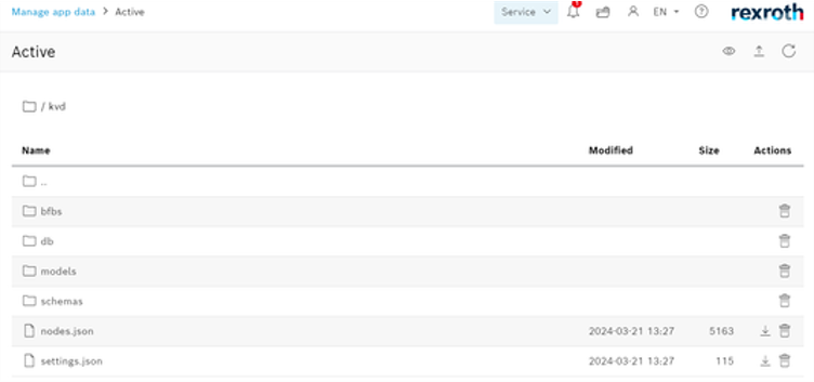 Manage app data > Active
Service
EN
rexroth
Active
/ kvd
Name Modified Size Actions
..
bfbs
db
models
schemas
nodes.json 2024-03-21 13:27 5163
settings.json 2024-03-21 13:27 115